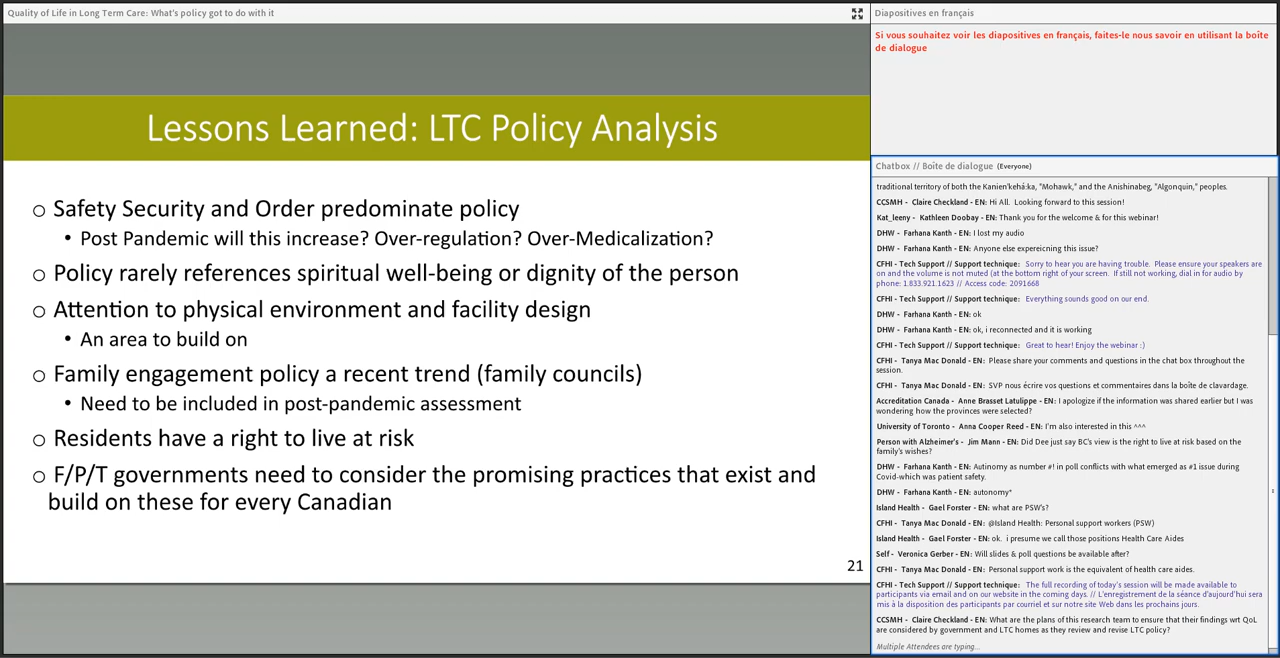 Quality of Life in Long Term Care: What's policy got to do with it
Lessons Learned: LTC Policy Analysis
o Safety Security and Order predominate policy
• Post Pandemic will this increase? Over-regulation? Over-Medicalization?
o Policy rarely references spiritual well-being or dignity of the person
o Attention to physical environment and facility design
• An area to build on
o Family engagement policy a recent trend (family councils)
• Need to be included in post-pandemic assessment
o Residents have a right to live at risk
o F/P/T governments need to consider the promising practices that exist and
build on these for every Canadian
21
Diapositives en français
Si vous souhaitez voir les diapositives en français, faites-le nous savoir en utilisant la boîte
de dialogue
Chatbox // Boîte de dialogue (Everyone)
traditional territory of both the Kanien'kehá:ka, "Mohawk," and the Anishinabeg, "Algonquin," peoples.
CCSMH - Claire Checkland - EN: Hi All. Looking forward to this session!
Kat_leeny - Kathleen Doobay - EN: Thank you for the welcome & for this webinar!
DHW - Farhana Kanth - EN: I lost my audio
DHW - Farhana Kanth - EN: Anyone else expereicning this issue?
CFHI - Tech Support // Support technique: Sorry to hear you are having trouble. Please ensure your speakers are
on and the volume is not muted (at the bottom right of your screen. If still not working, dial in for audio by
phone: 1.833.921.1623 // Access code: 2091668
CFHI - Tech Support // Support technique: Everything sounds good on our end.
DHW - Farhana Kanth - EN: ok
DHW - Farhana Kanth - EN: ok, i reconnected and it is working
CFHI - Tech Support // Support technique: Great to hear! Enjoy the webinar :)
CFHI - Tanya Mac Donald - EN: Please share your comments and questions in the chat box throughout the
session.
CFHI - Tanya Mac Donald - EN: SVP nous écrire vos questions et commentaires dans la boîte de clavardage.
Accreditation Canada - Anne Brasset Latulippe - EN: I apologize if the information was shared earlier but I was
wondering how the provinces were selected?
University of Toronto - Anna Cooper Reed - EN: I'm also interested in this ^^^
Person with Alzheimer's - Jim Mann - EN: Did Dee just say BC's view is the right to live at risk based on the
family's wishes?
DHW - Farhana Kanth - EN: Autinomy as number #! in poll conflicts with what emerged as #1 issue during
Covid-which was patient safety.
DHW - Farhana Kanth - EN: autonomy*
Island Health - Gael Forster - EN: what are PSW's?
CFHI - Tanya Mac Donald - EN: @Island Health: Personal support workers (PSW)
Island Health - Gael Forster - EN: ok. i presume we call those positions Health Care Aides
Self - Veronica Gerber - EN: Will slides & poll questions be available after?
CFHI - Tanya Mac Donald - EN: Personal support work is the equivalent of health care aides.
CFHI - Tech Support // Support technique: The full recording of today's session will be made available to
participants via email and on our website in the coming days. // L'enregistrement de la séance d'aujourd'hui sera
mis à la disposition des participants par courriel et sur notre site Web dans les prochains jours.
CCSMH - Claire Checkland - EN: What are the plans of this research team to ensure that their findings wrt QoL
are considered by government and LTC homes as they review and revise LTC policy?
Multiple Attendees are typing...